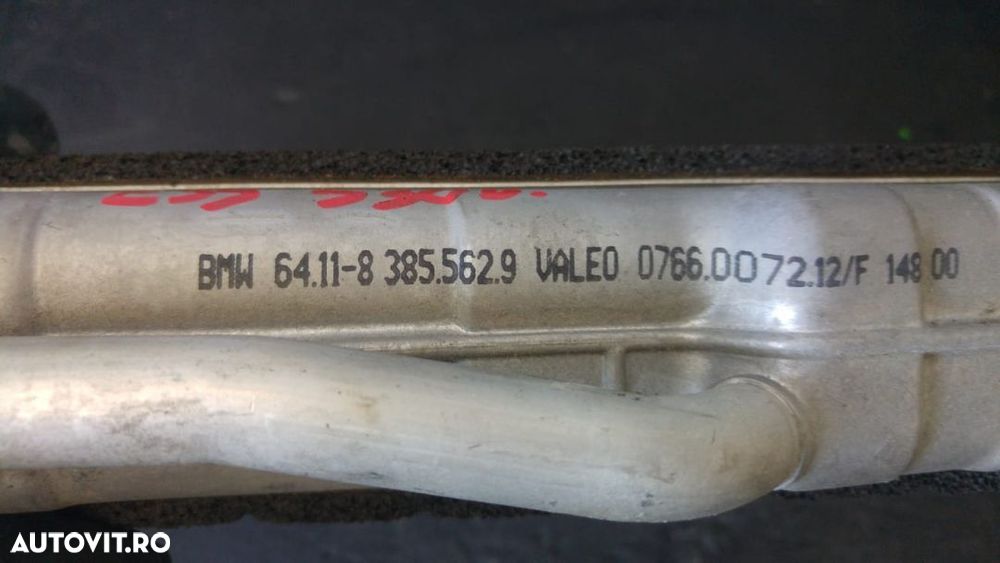 BMW 64.11-8 385.562.9 VALEO 0766.0072.12/F 148 00
AUTOVIT.RO